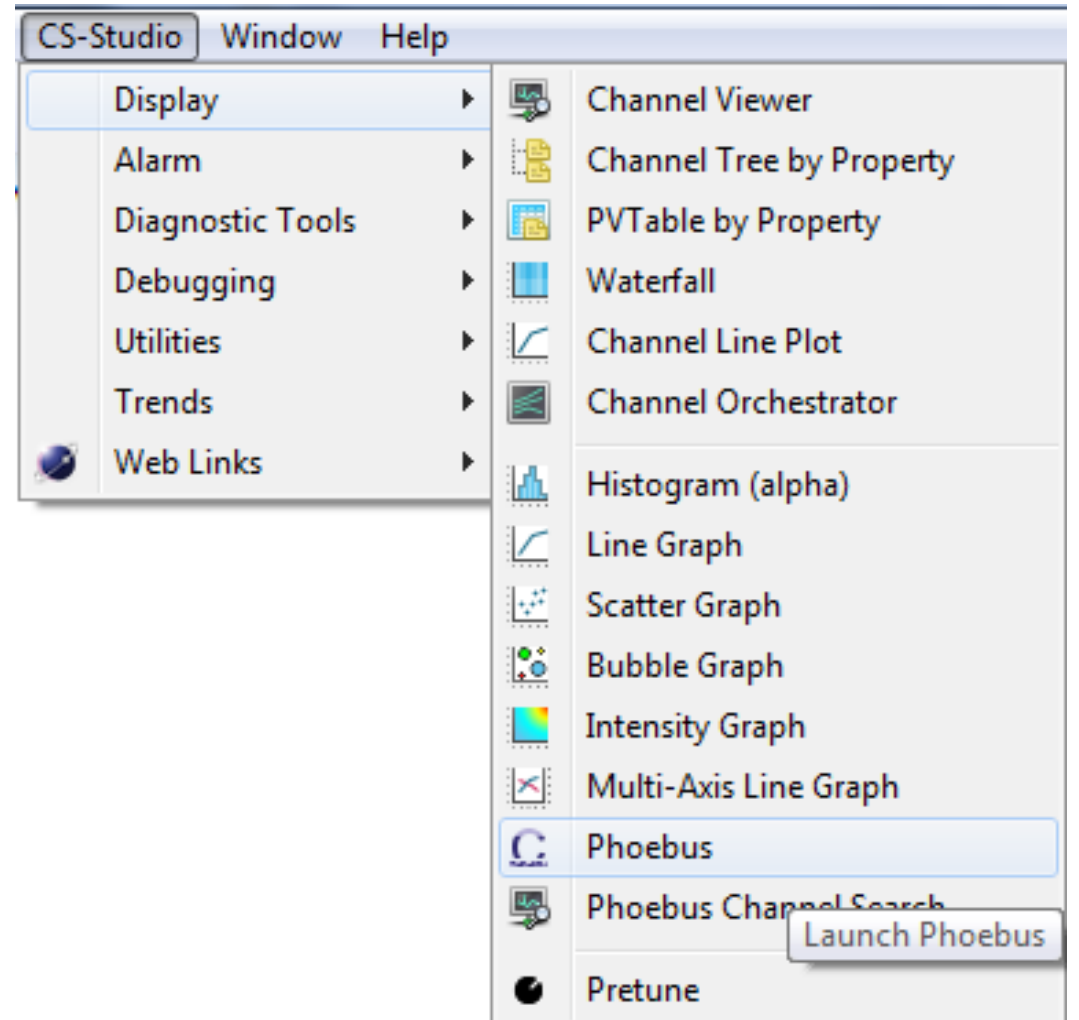 CS-Studio Window Help
Display
Alarm
Diagnostic Tools
Debugging
Utilities
Trends
Web Links
Channel Viewer
Channel Tree by Property
PVTable by Property
Waterfall
Channel Line Plot
Channel Orchestrator
Histogram (alpha)
Line Graph
Scatter Graph
Bubble Graph
Intensity Graph
Multi-Axis Line Graph
Phoebus
Phoebus Channel Search
Launch Phoebus
Pretune